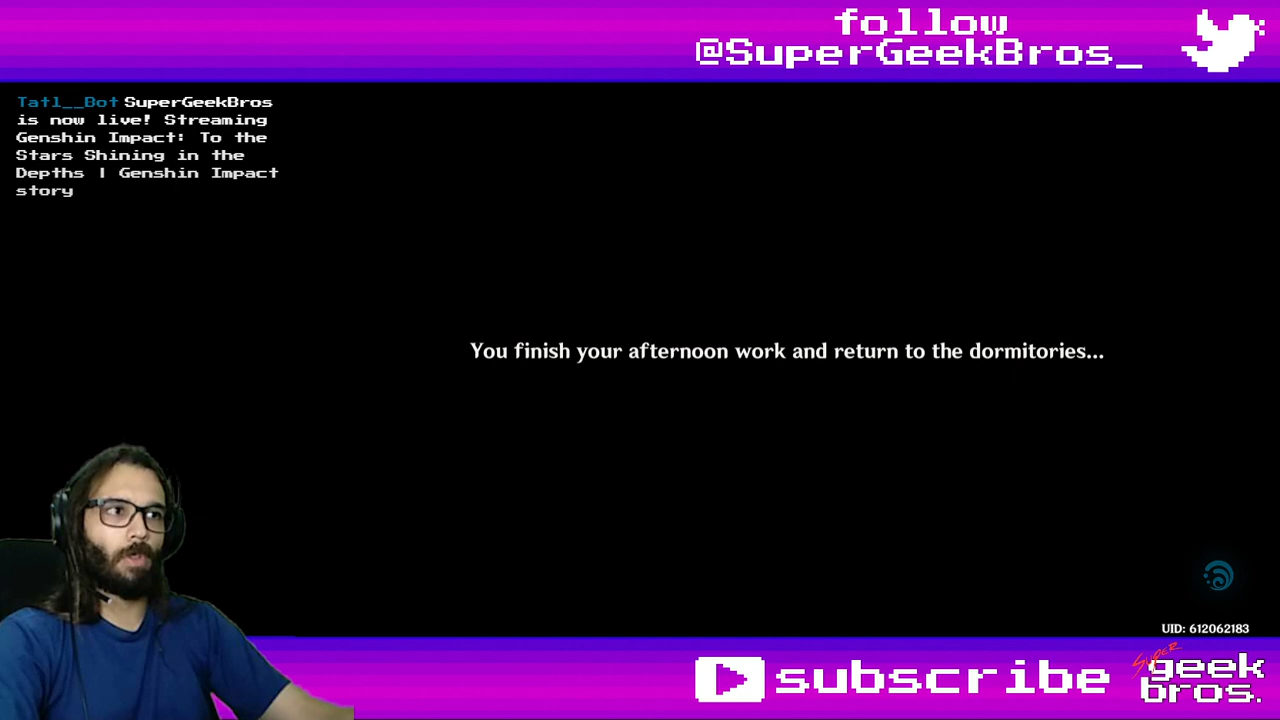 follow
@SuperGeekBros_
Tatl__Bot SuperGeekBros
is now live! Streaming
Genshin Impact: To the
Stars Shining in the
Depths | Genshin Impact
story
You finish your afternoon work and return to the dormitories...
UID: 612062183
subscribe
SUPER
geek
bros.